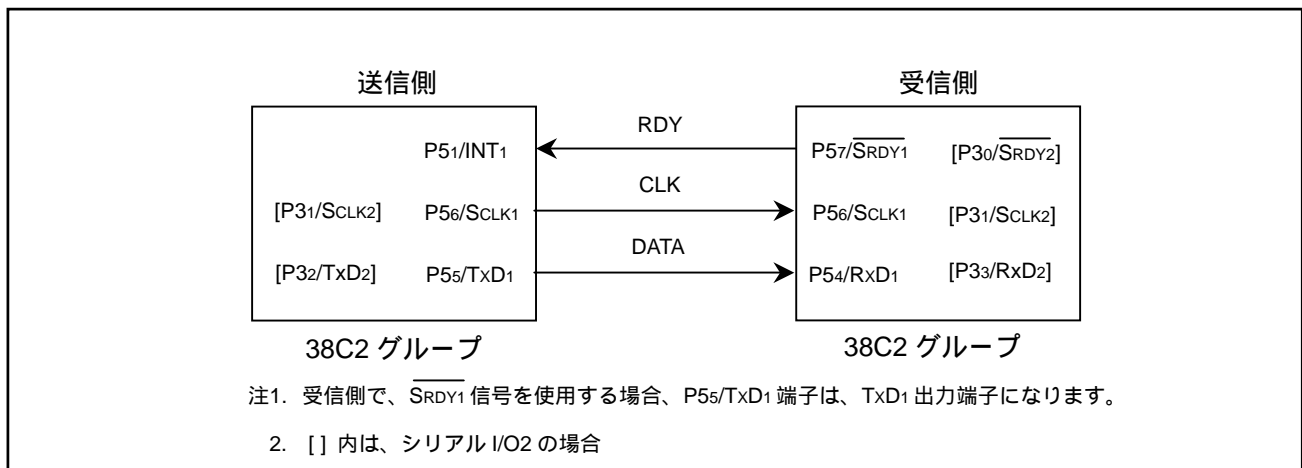 送信側 受信側
RDY
P51/INT1 P57/SRDY1 [P30/SRDY2]
CLK
[P31/SCLK2] P56/SCLK1 P56/SCLK1 [P31/SCLK2]
DATA
[P32/TxD2] P55/TXD1 P54/RXD1 [P33/RxD2]
38C2 グループ 38C2 グループ
注1. 受信側で、SRDY1 信号を使用する場合、P55/TXD1 端子は、TXD1 出力端子になります。
2. [ ] 内は、シリアル I/O2 の場合